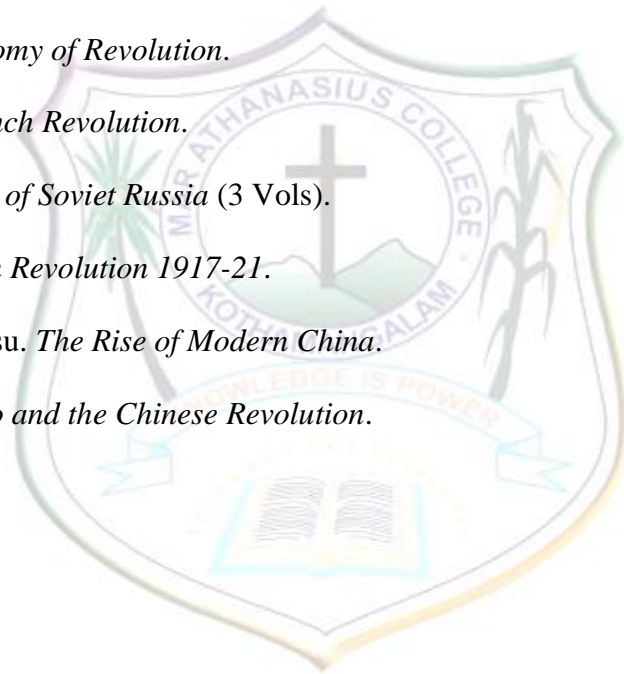 omy of Revolution.
nch Revolution.
of Soviet Russia (3 Vols).
Revolution 1917-21.
su. The Rise of Modern China.
and the Chinese Revolution.
MAR ATHANASIUS COLLEGE
KOTHAMANGALAM
KNOWLEDGE IS POWER